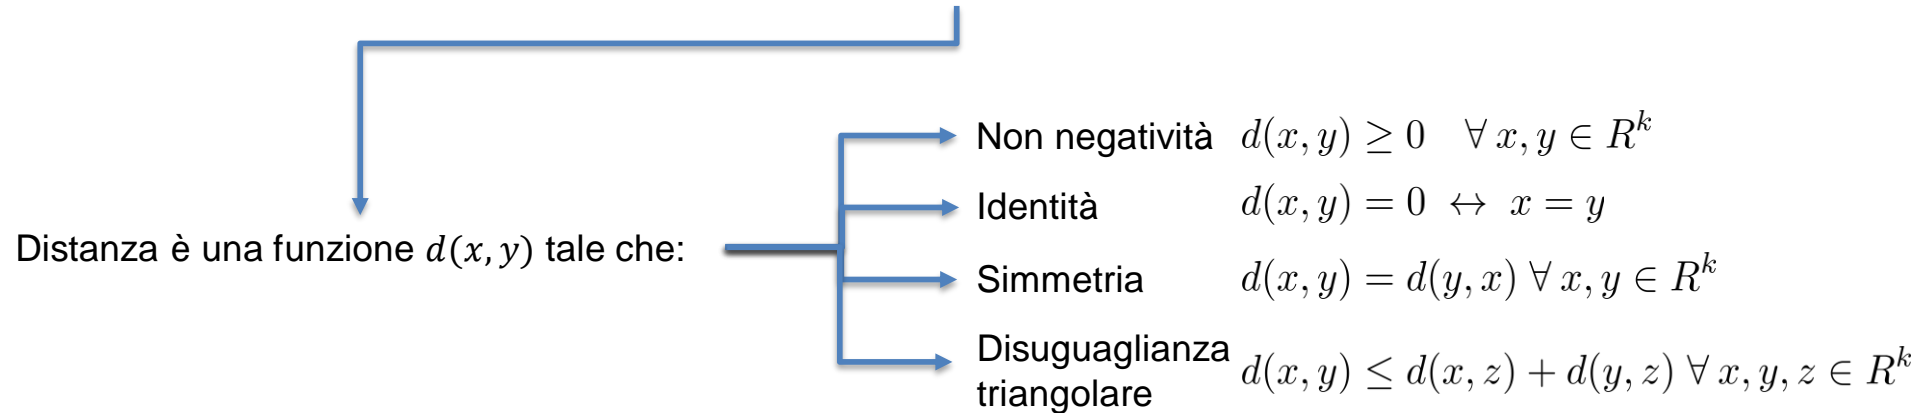 Non negatività d(x, y) ≥ 0 ∀ x, y ∈ R^k
Identità d(x, y) = 0 ↔ x = y
Distanza è una funzione d(x, y) tale che:
Simmetria d(x, y) = d(y, x) ∀ x, y ∈ R^k
Disuguaglianza
triangolare d(x, y) ≤ d(x, z) + d(y, z) ∀ x, y, z ∈ R^k